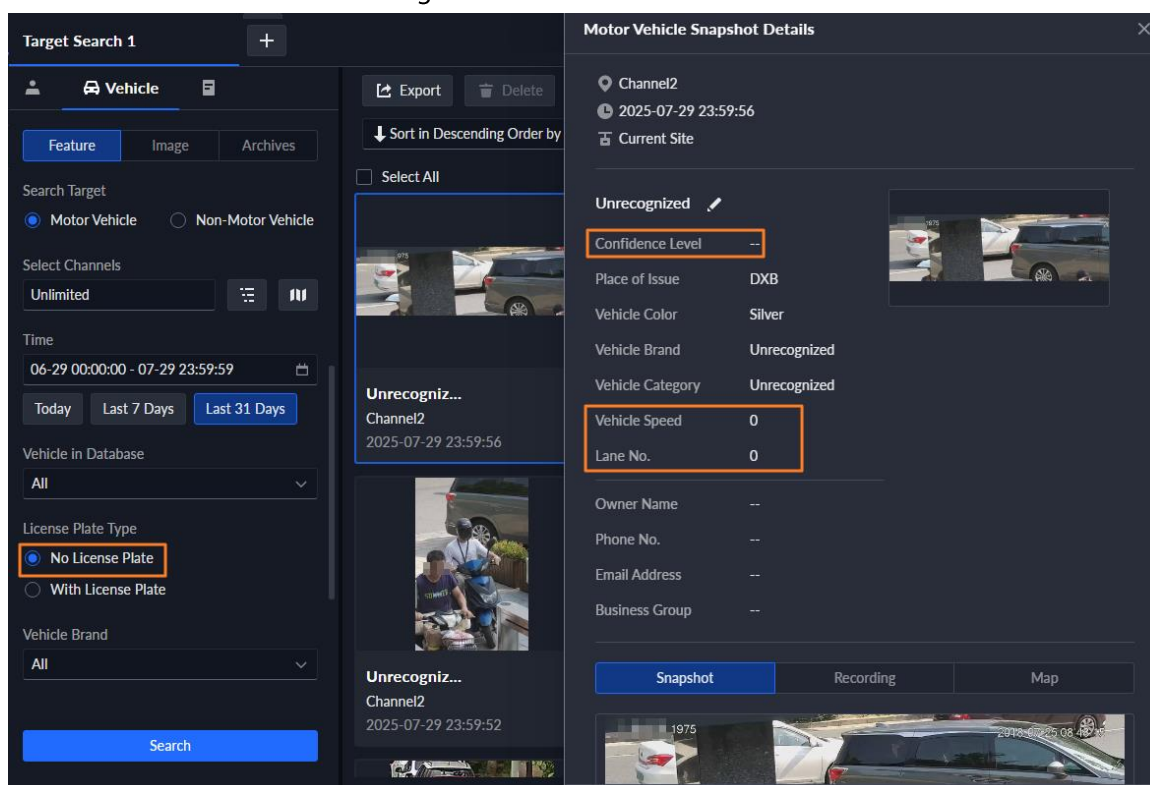 Target Search 1
+
Vehicle
Feature Image Archives
Search Target
Motor Vehicle Non-Motor Vehicle
Select Channels
Unlimited
Time
06-29 00:00:00 - 07-29 23:59:59
Today Last 7 Days Last 31 Days
Vehicle in Database
All
License Plate Type
No License Plate
With License Plate
Vehicle Brand
All
Search
Export Delete
Sort in Descending Order by
Select All
Unrecogniz...
Channel2
2025-07-29 23:59:56
Unrecogniz...
Channel2
2025-07-29 23:59:52
Motor Vehicle Snapshot Details
Channel2
2025-07-29 23:59:56
Current Site
Unrecognized
Confidence Level --
Place of Issue DXB
Vehicle Color Silver
Vehicle Brand Unrecognized
Vehicle Category Unrecognized
Vehicle Speed 0
Lane No. 0
Owner Name --
Phone No. --
Email Address --
Business Group --
Snapshot Recording Map
1975